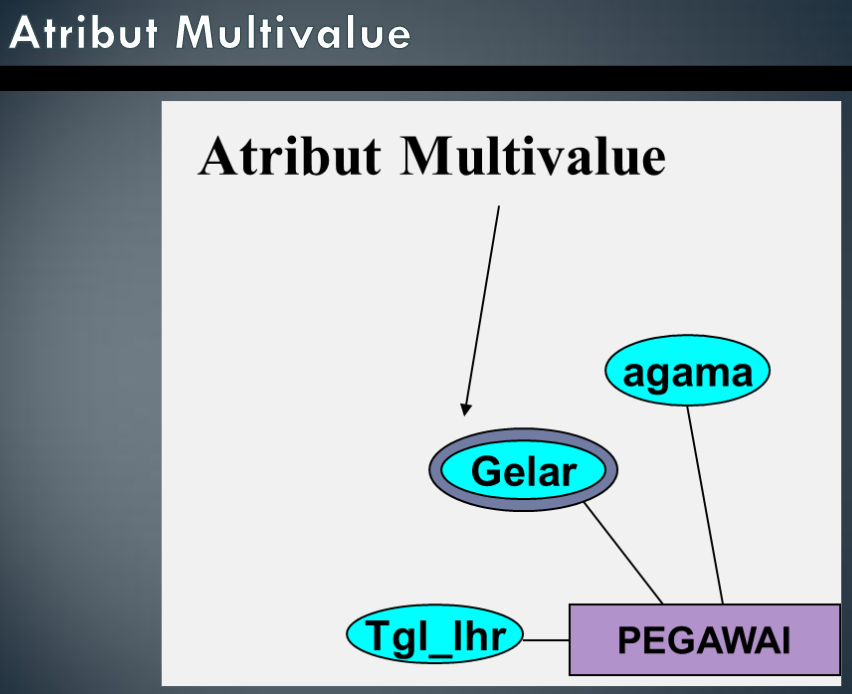 Atribut Multivalue
Atribut Multivalue
agama
Gelar
Tgl_lhr
PEGAWAI